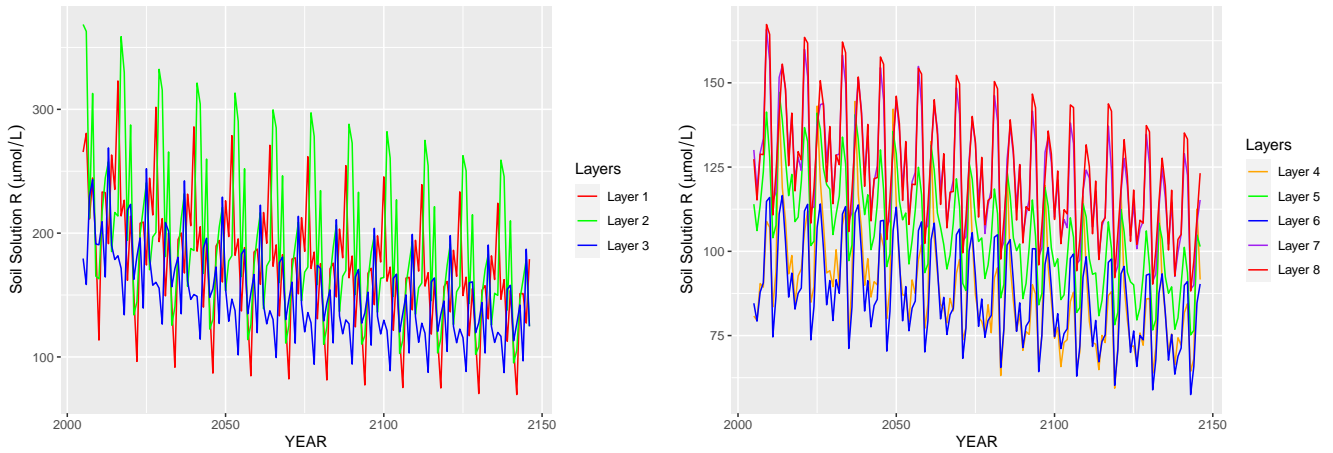 Soil Solution R (µmol/L)
300
200
100
2000
2050
2100
2150
YEAR
Layers
Layer 1
Layer 2
Layer 3
Soil Solution R (µmol/L)
150
125
100
75
2000
2050
2100
2150
YEAR
Layers
Layer 4
Layer 5
Layer 6
Layer 7
Layer 8